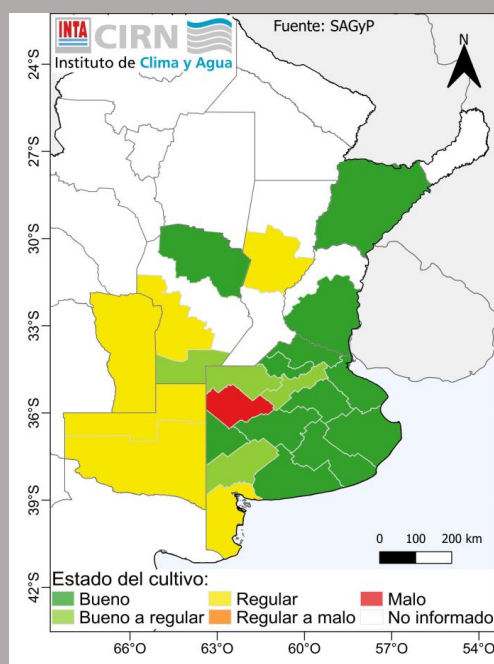 INTA CIRN
Instituto de Clima y Agua
Fuente: SAGyP
N
24°S
27°S
30°S
33°S
36°S
39°S
42°S
0 100 200 km
Estado del cultivo:
Bueno Regular Malo
Bueno a regular Regular a malo No informado
66°O 63°O 60°O 57°O 54°O